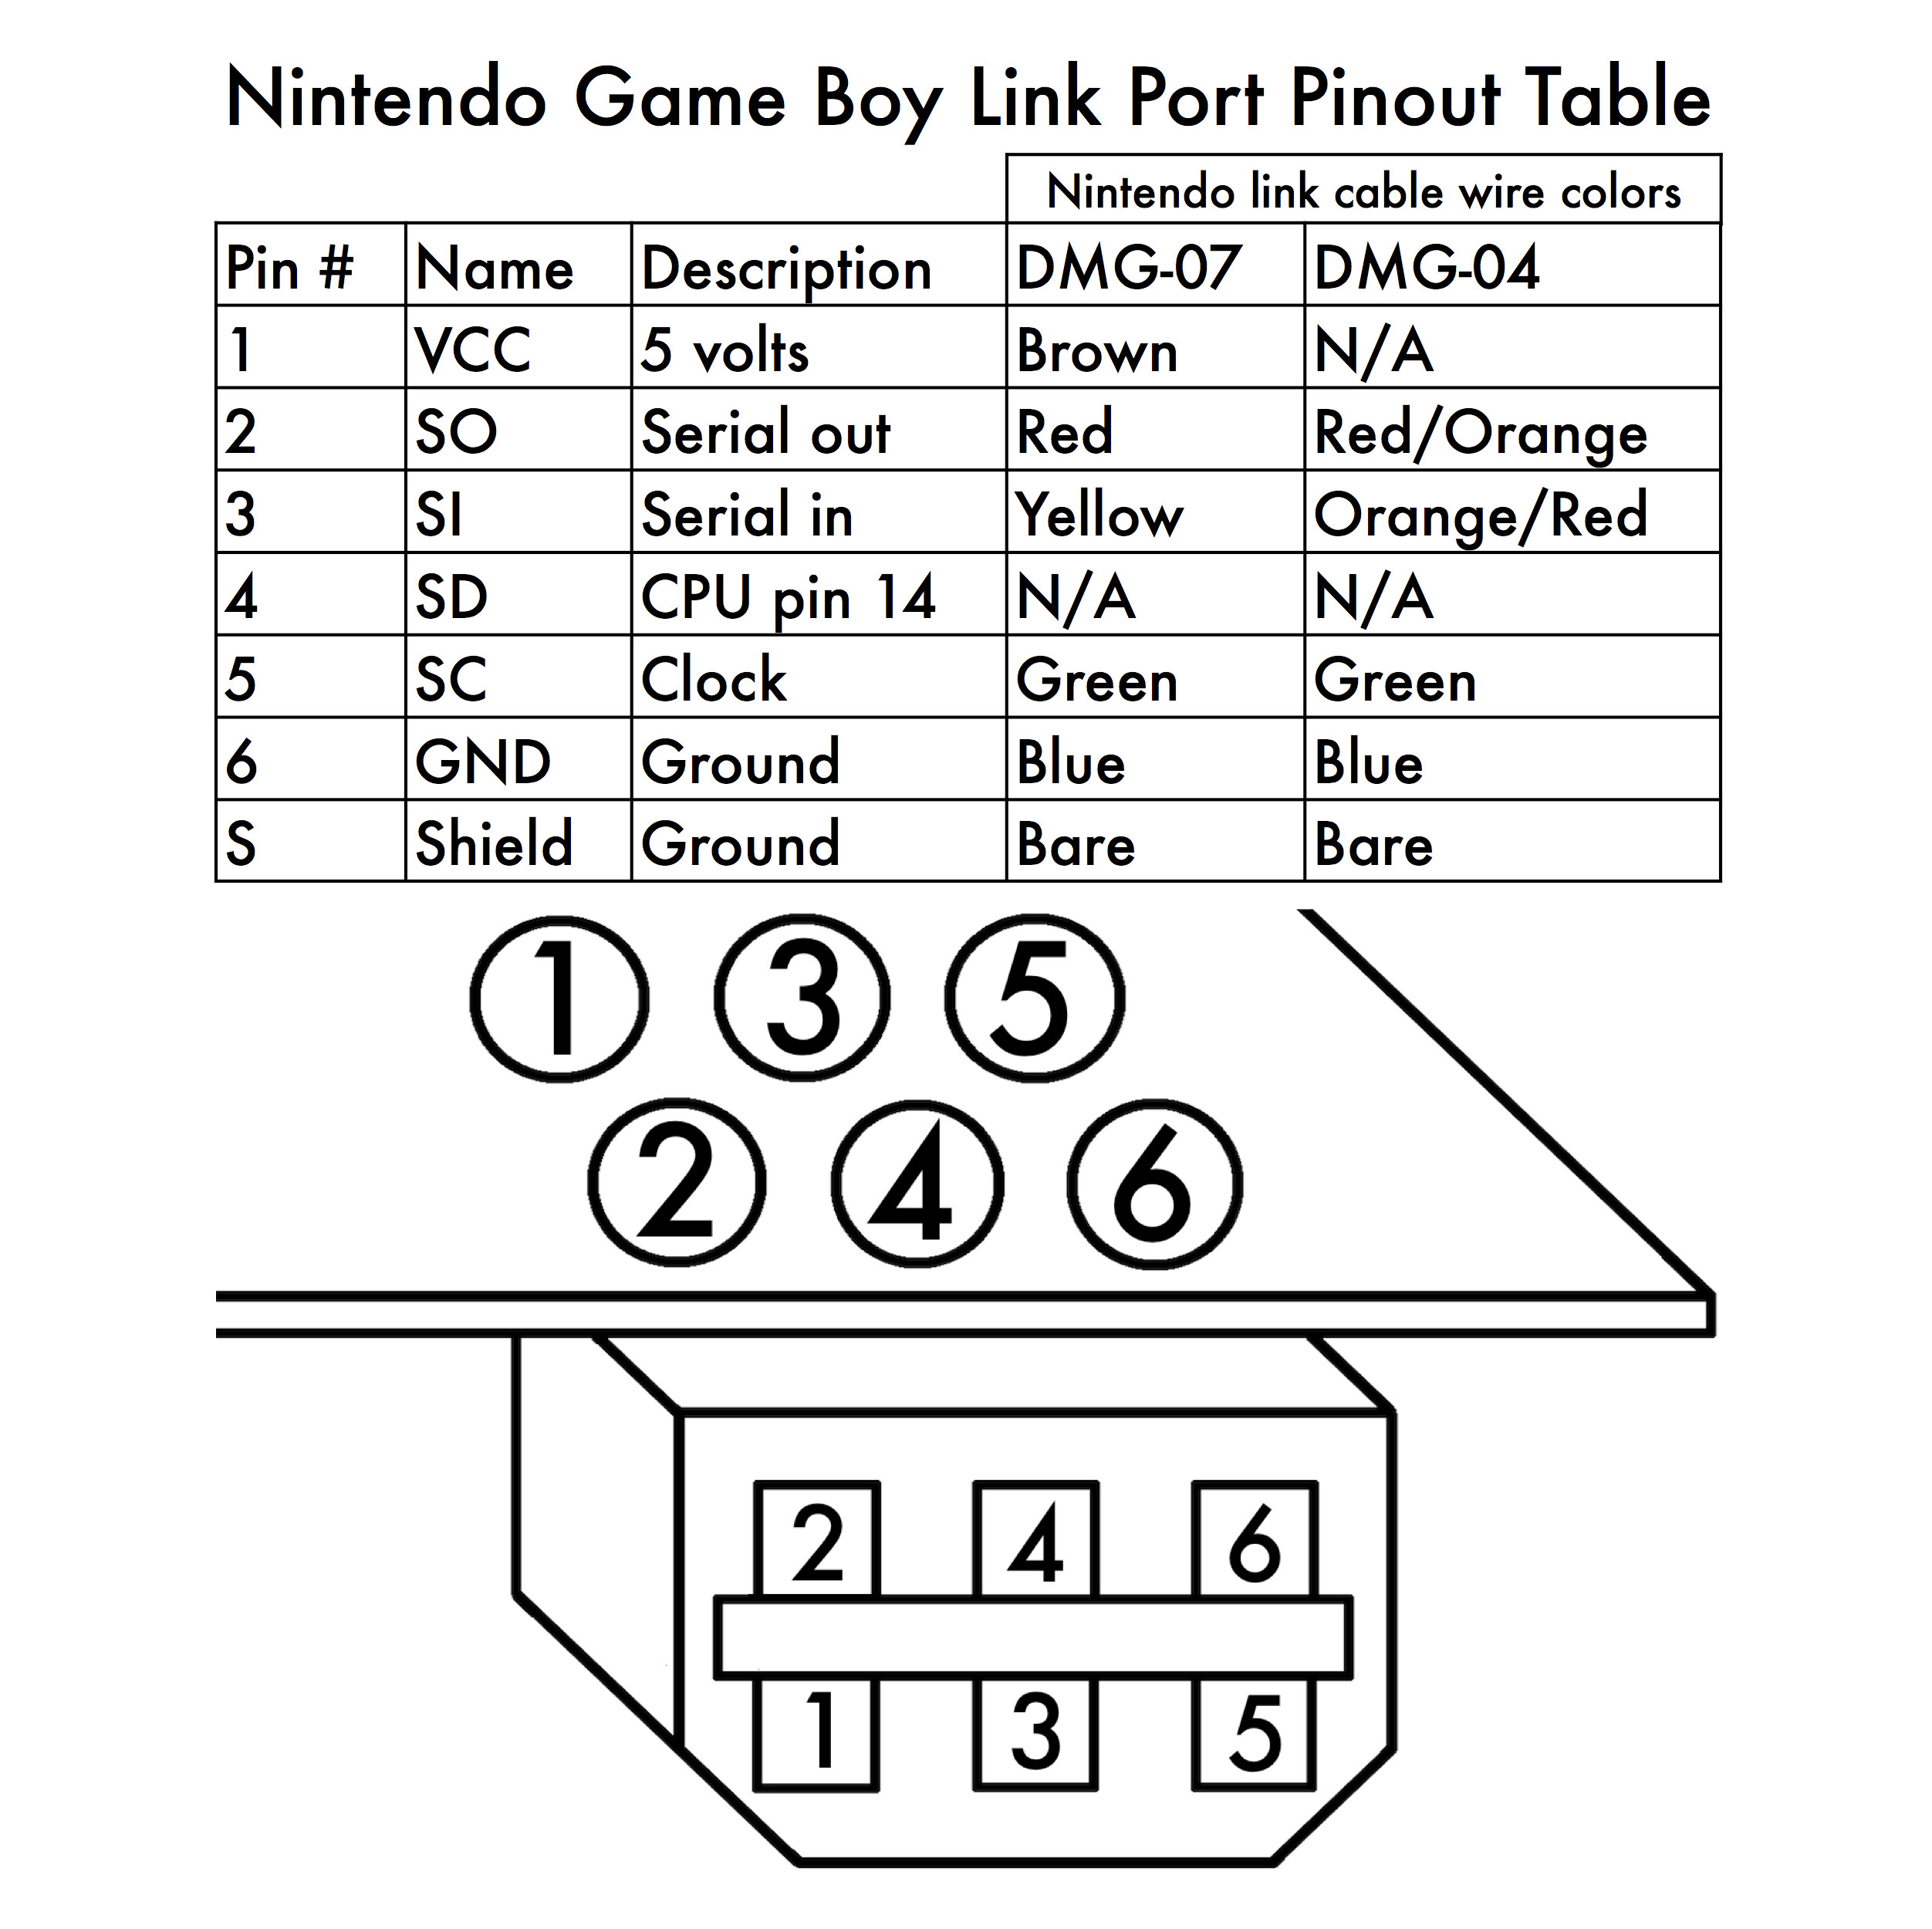 Nintendo Game Boy Link Port Pinout Table
Nintendo link cable wire colors
Pin # Name Description DMG-07 DMG-04
1 VCC 5 volts Brown N/A
2 SO Serial out Red Red/Orange
3 SI Serial in Yellow Orange/Red
4 SD CPU pin 14 N/A N/A
5 SC Clock Green Green
6 GND Ground Blue Blue
S Shield Ground Bare Bare
1 3 5
2 4 6
2 4 6
1 3 5